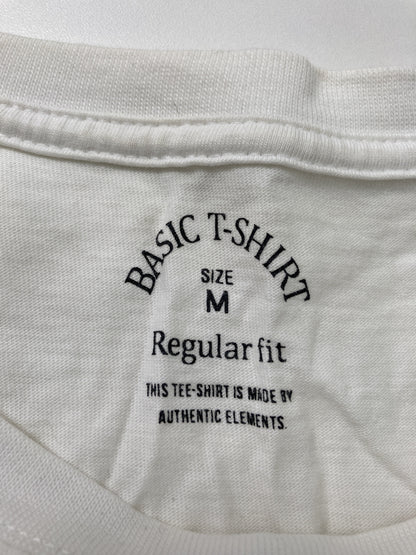 BASIC T-SHIRT
SIZE
M
Regular fit
THIS TEE-SHIRT IS MADE BY
AUTHENTIC ELEMENTS.